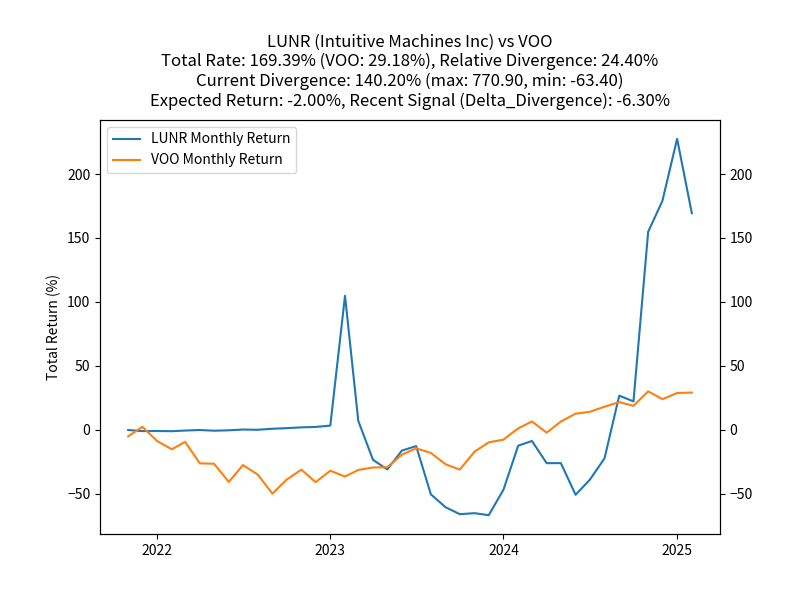 LUNR (Intuitive Machines Inc) vs VOO
Total Rate: 169.39% (VOO: 29.18%), Relative Divergence: 24.40%
Current Divergence: 140.20% (max: 770.90, min: -63.40)
Expected Return: -2.00%, Recent Signal (Delta_Divergence): -6.30%
LUNR Monthly Return
VOO Monthly Return
Total Return (%)
200
150
100
50
0
−50
200
150
100
50
0
−50
2022
2023
2024
2025